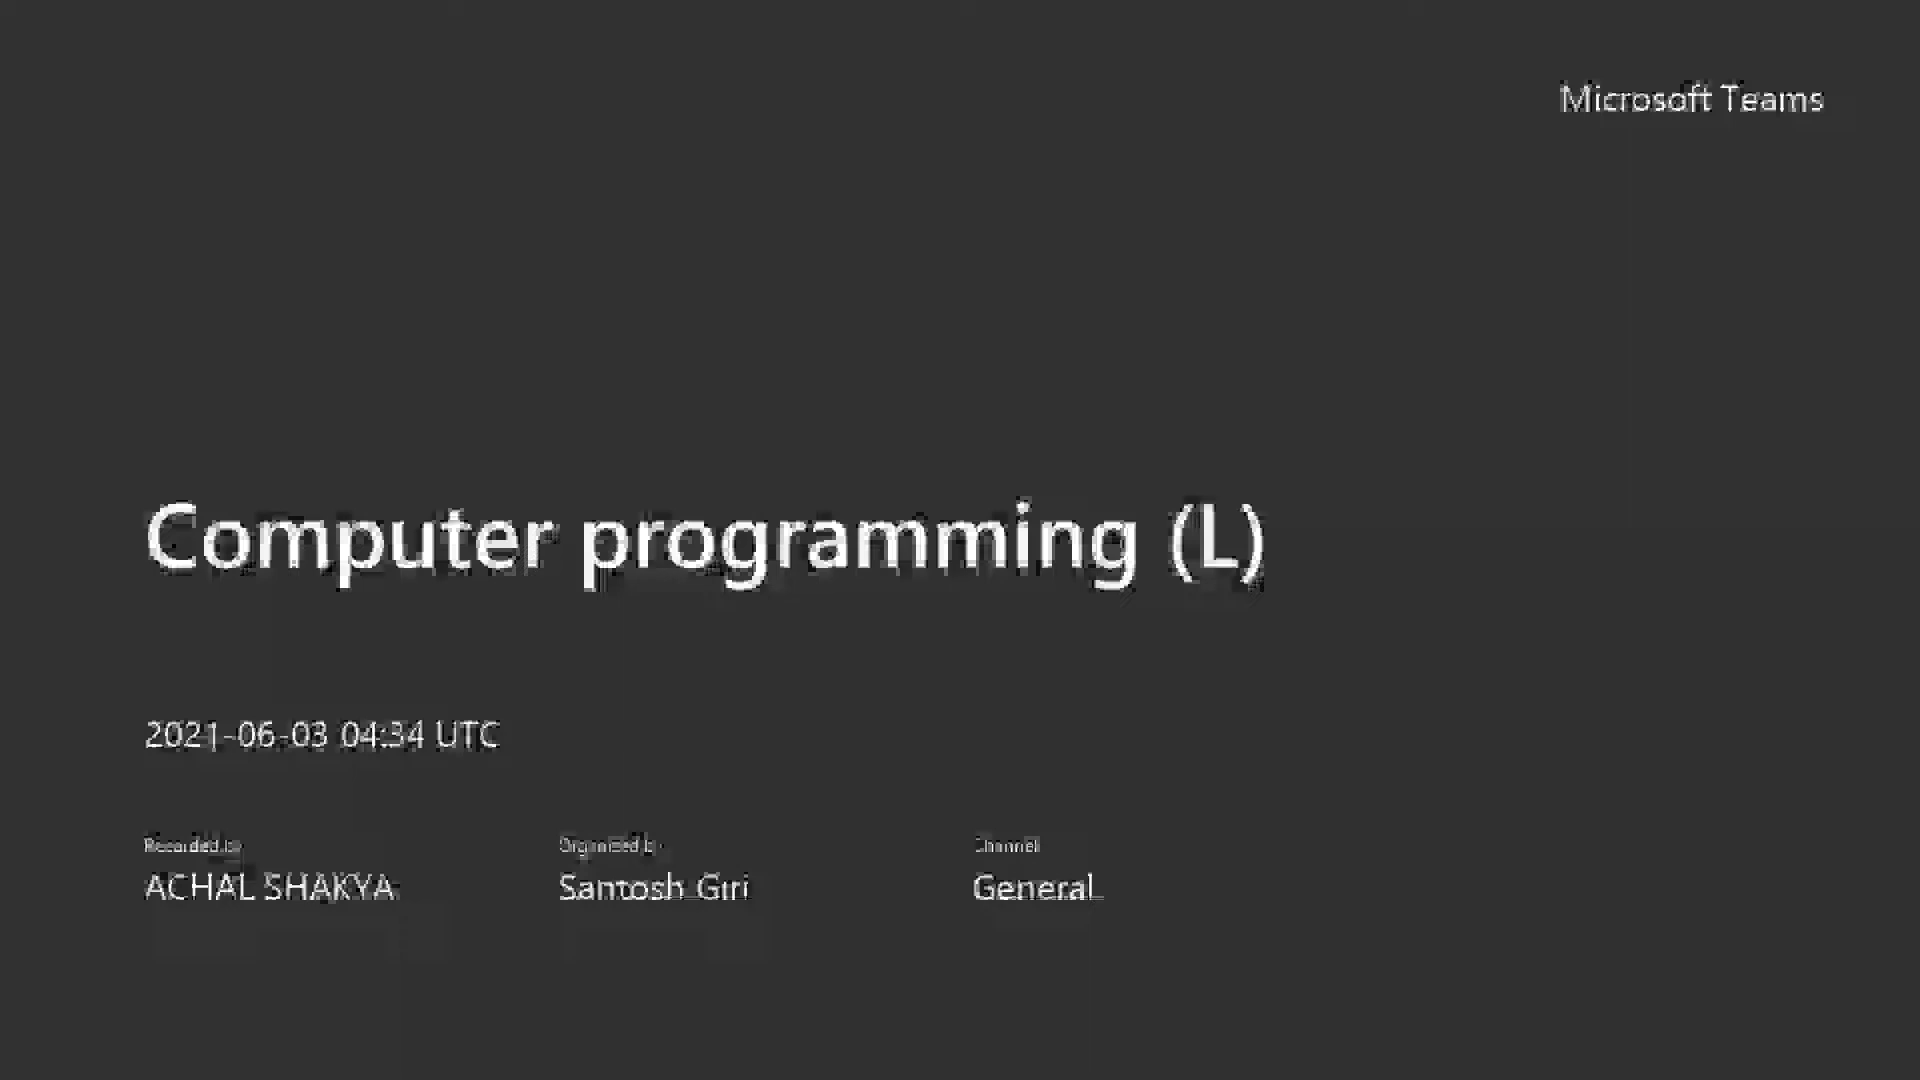 Microsoft Teams
Computer programming (L)
2021-06-03 04:34 UTC
Recorded by Organized by Channel
ACHAL SHAKYA Santosh Giri General